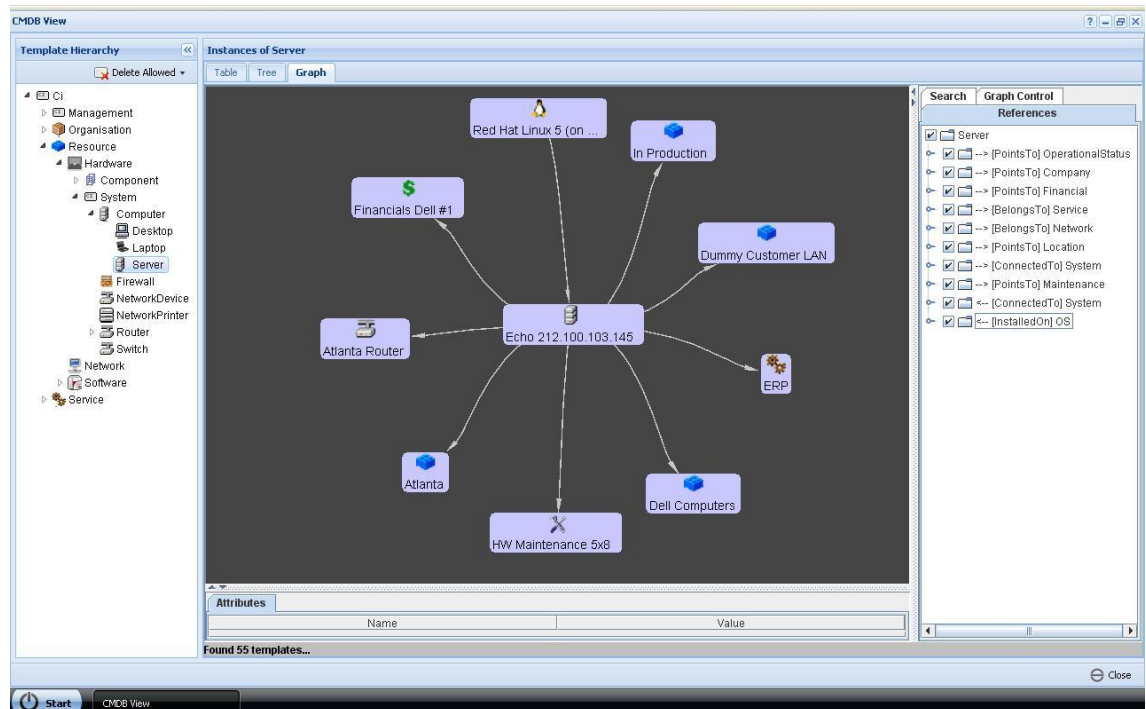 CMDB View
Template Hierarchy
Delete Allowed
Ci
Management
Organisation
Resource
Hardware
Component
System
Computer
Desktop
Laptop
Server
Firewall
NetworkDevice
NetworkPrinter
Router
Switch
Network
Software
Service
Instances of Server
Table Tree Graph
Red Hat Linux 5 (on ...
In Production
Financials Dell #1
Dummy Customer LAN
Echo 212.100.103.145
Atlanta Router
ERP
Atlanta
Dell Computers
HW Maintenance 5x8
Attributes
Name Value
Found 55 templates...
Search Graph Control
References
Server
--> [PointsTo] OperationalStatus
--> [PointsTo] Company
--> [PointsTo] Financial
--> [BelongsTo] Service
--> [BelongsTo] Network
--> [PointsTo] Location
--> [ConnectedTo] System
--> [PointsTo] Maintenance
<-- [ConnectedTo] System
<-- [InstalledOn] OS
Close
Start CMDB View